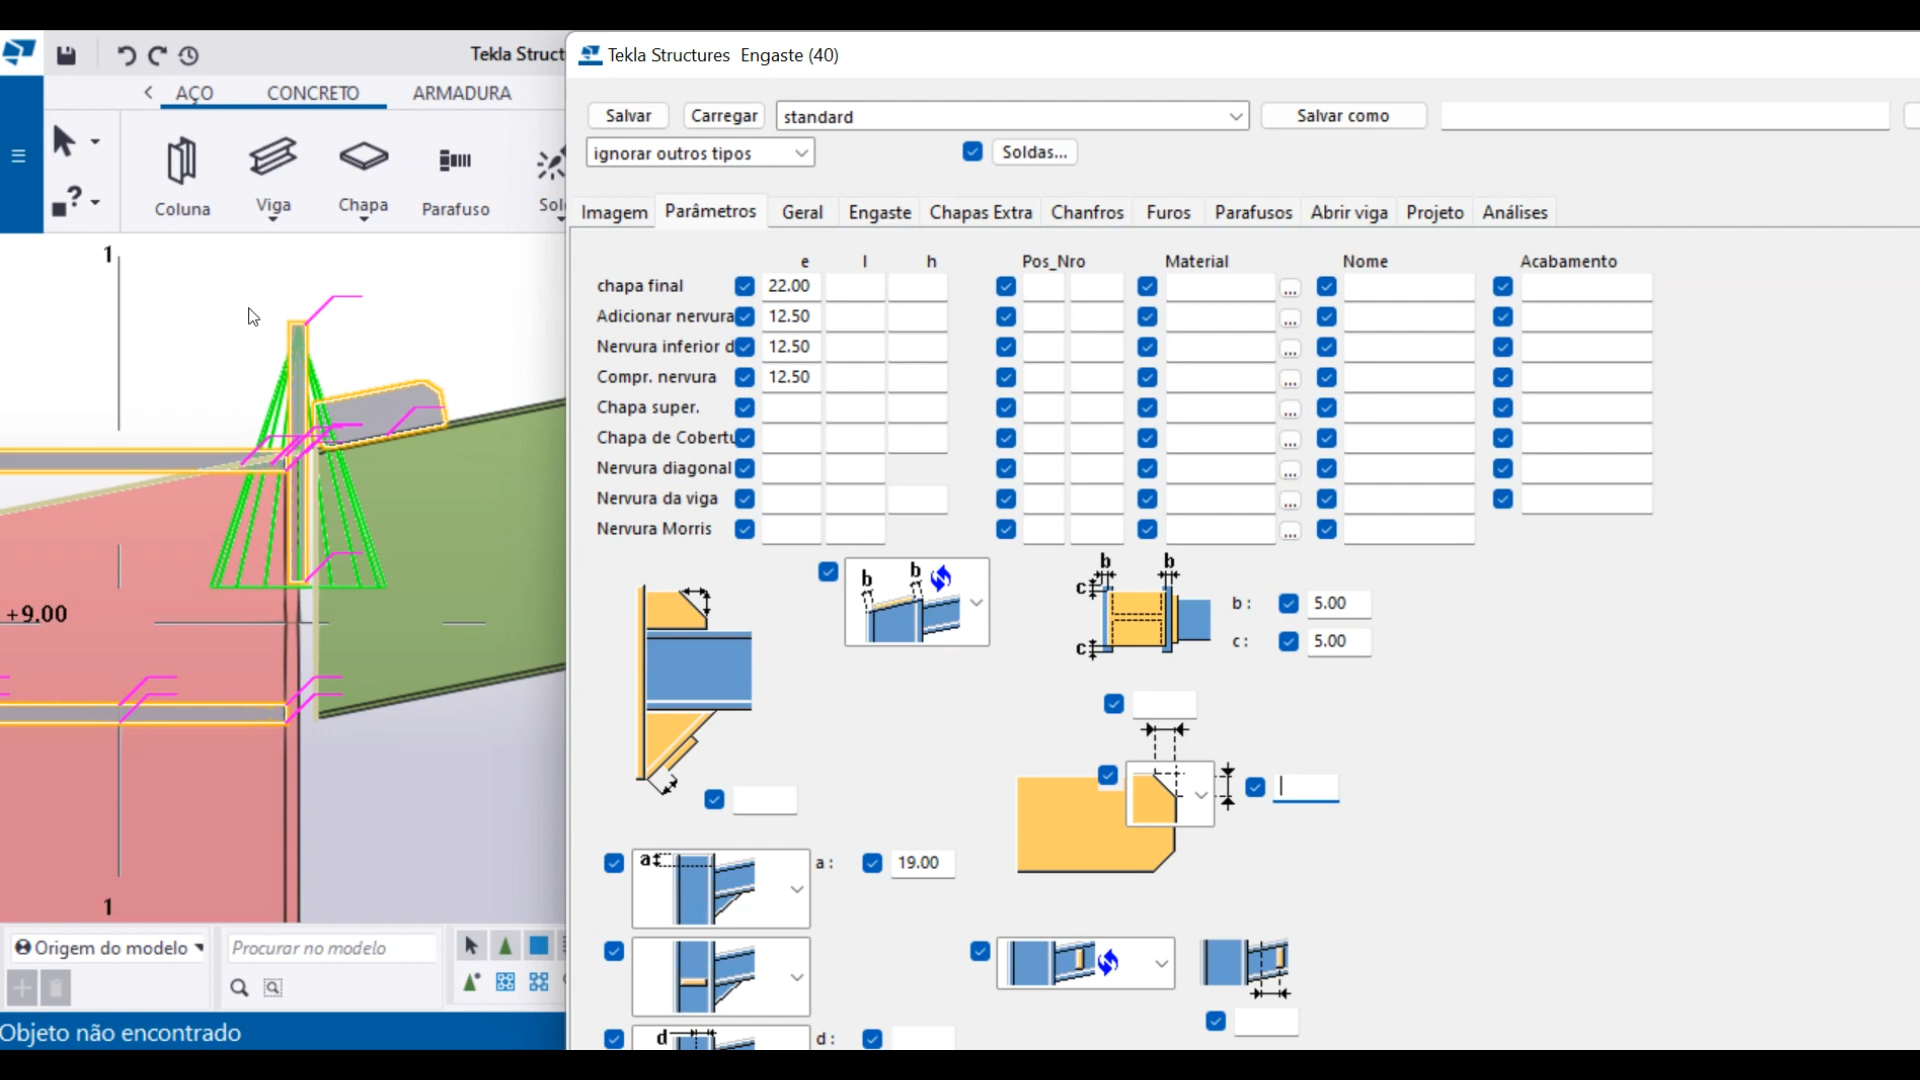 Tekla Struct
AÇO CONCRETO ARMADURA
Coluna Viga Chapa Parafuso Sol
1
+9.00
1
Origem do modelo
Procurar no modelo
Objeto não encontrado
Tekla Structures Engaste (40)
Salvar Carregar standard Salvar como
ignorar outros tipos Soldas...
Imagem Parâmetros Geral Engaste Chapas Extra Chanfros Furos Parafusos Abrir viga Projeto Análises
e l h Pos_Nro Material Nome Acabamento
chapa final 22.00 ...
Adicionar nervura 12.50 ...
Nervura inferior d 12.50 ...
Compr. nervura 12.50 ...
Chapa super. ...
Chapa de Cobertu ...
Nervura diagonal ...
Nervura da viga ...
Nervura Morris ...
b b b b
c b : 5.00
c c : 5.00
a a : 19.00
d d :